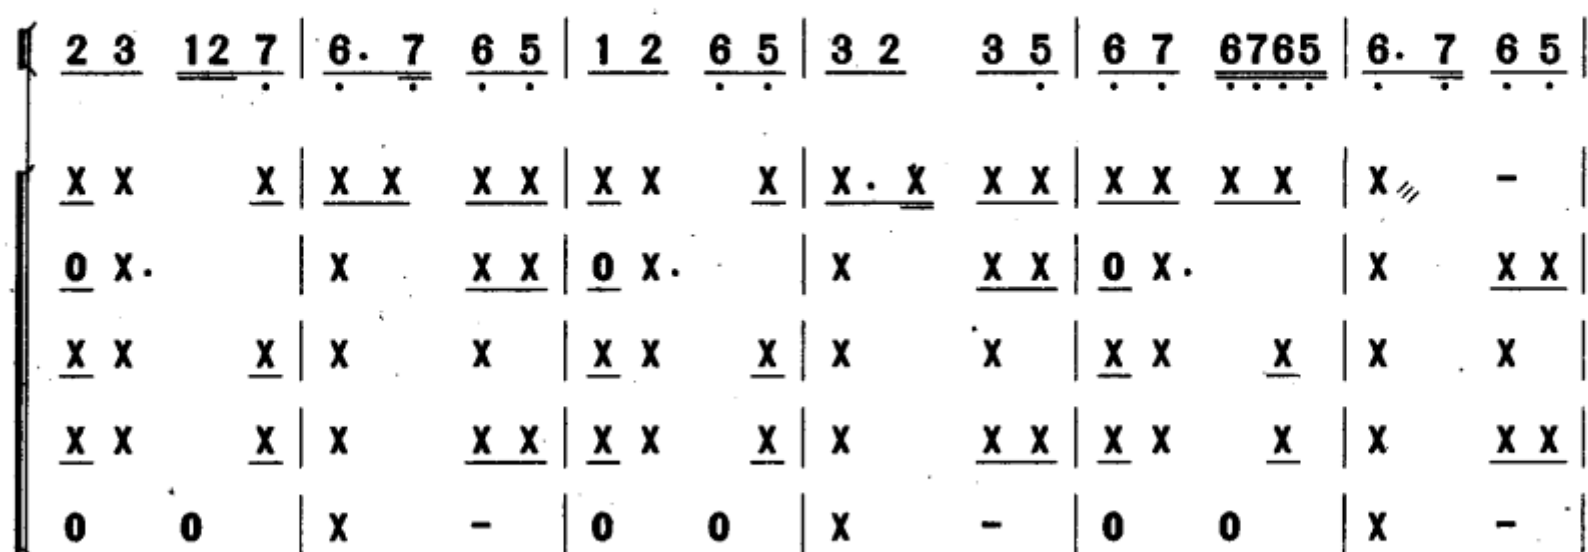 2 3 12 7 | 6. 7 6 5 | 1 2 6 5 | 3 2 3 5 | 6 7 6765 | 6. 7 6 5 |
X X X | X X X X | X X X | X. X X X | X X X X | X - |
0 X. | X X X | 0 X. | X X X | 0 X. | X X X |
X X X | X X | X X X | X X | X X X | X X |
X X X | X X X | X X X | X X X | X X X | X X X |
0 0 | X - | 0 0 | X - | 0 0 | X - |